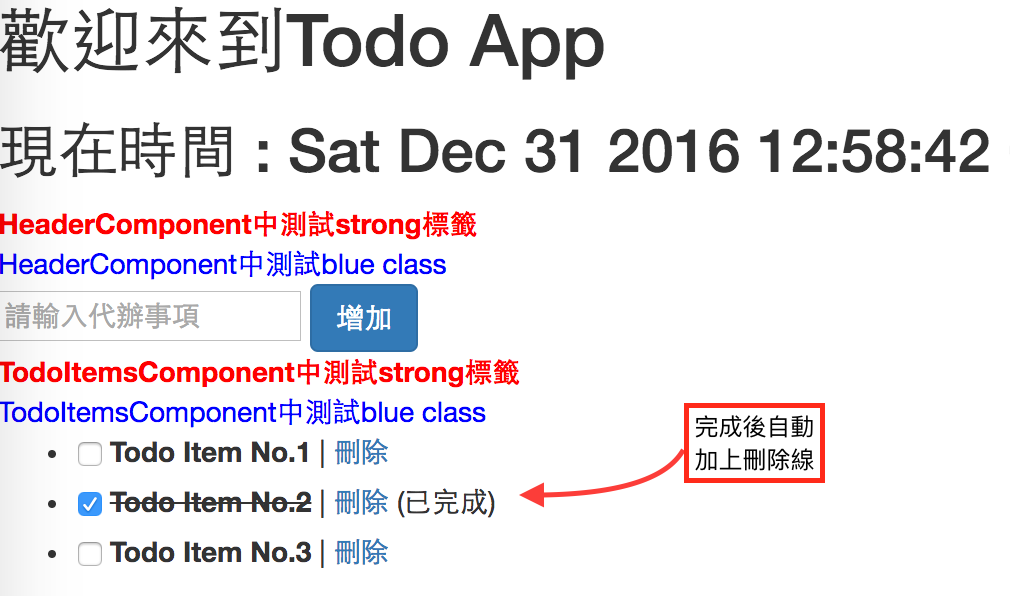 歡迎來到Todo App
現在時間 : Sat Dec 31 2016 12:58:42
HeaderComponent中測試strong標籤
HeaderComponent中測試blue class
請輸入代辦事項
增加
TodoItemsComponent中測試strong標籤
TodoItemsComponent中測試blue class
完成後自動
加上刪除線
Todo Item No.1 | 刪除
Todo Item No.2 | 刪除 (已完成)
Todo Item No.3 | 刪除